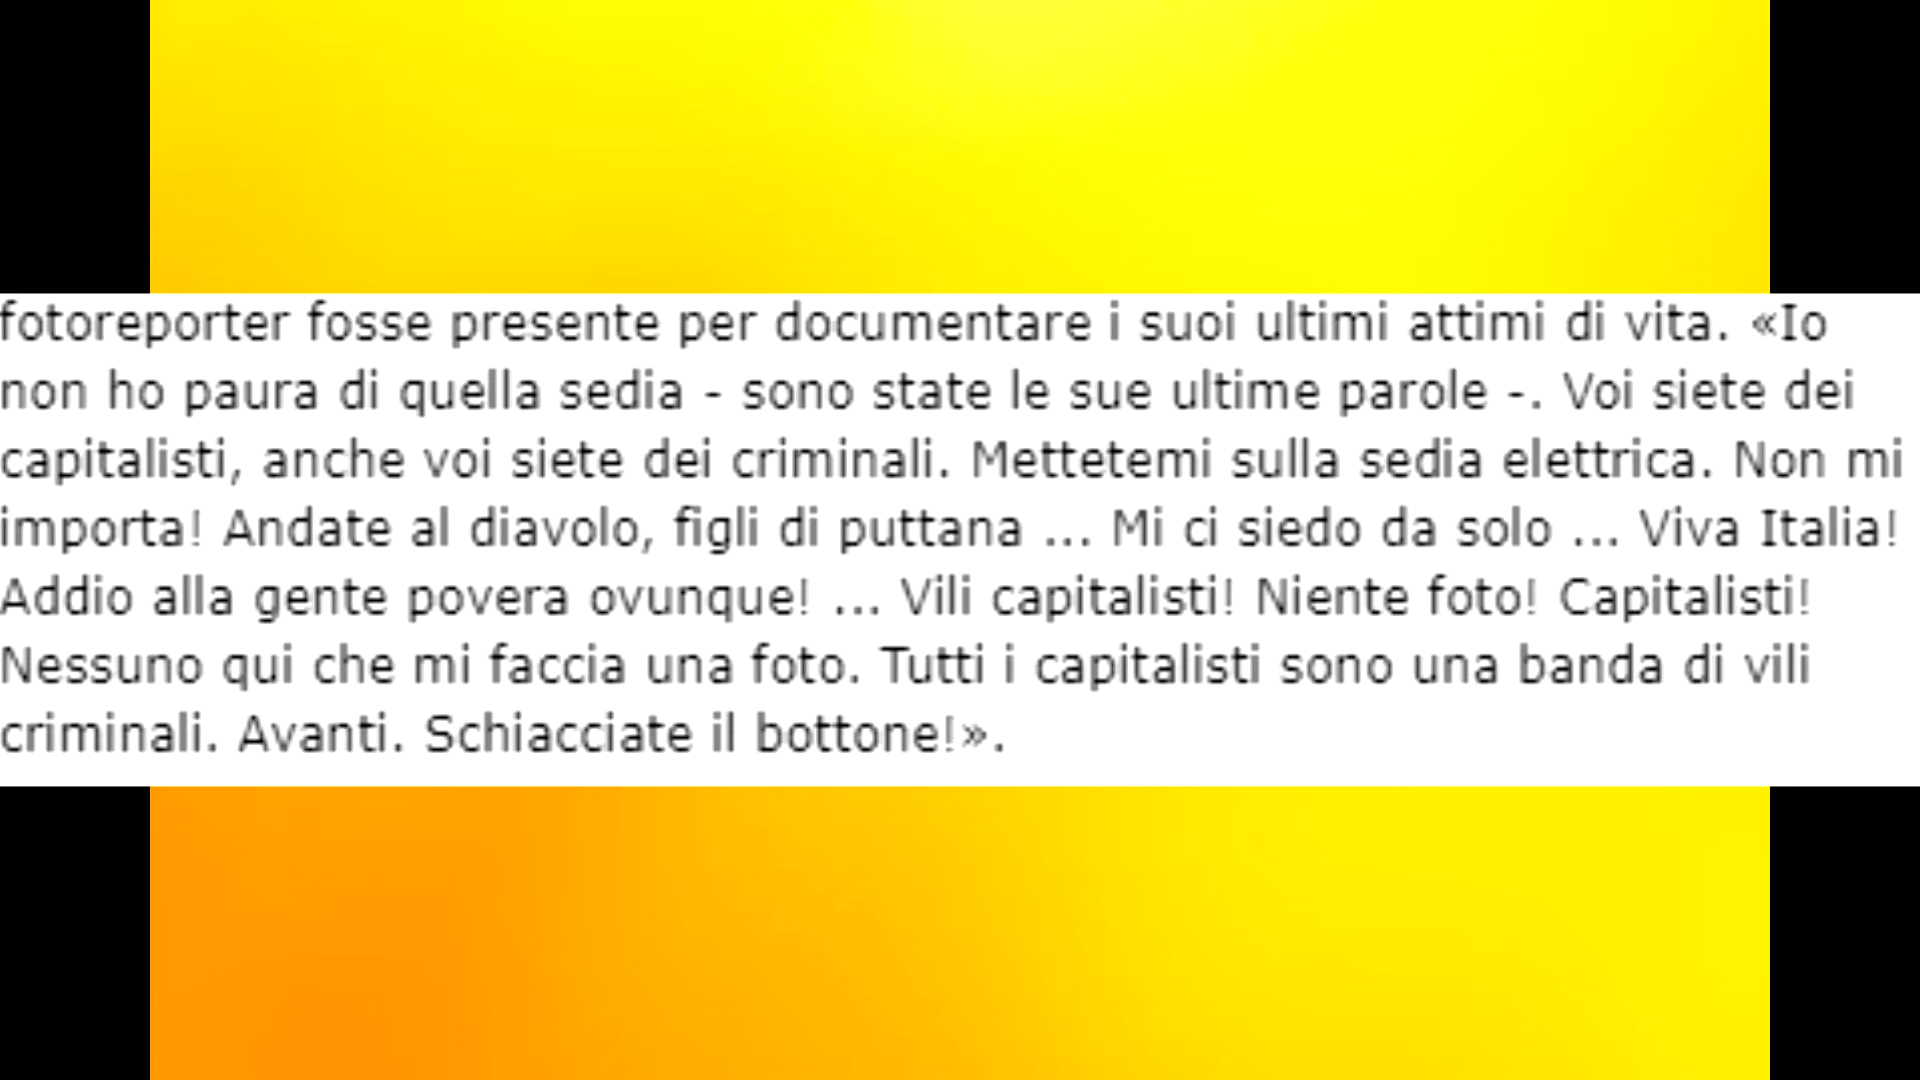 fotoreporter fosse presente per documentare i suoi ultimi attimi di vita. «Io
non ho paura di quella sedia - sono state le sue ultime parole -. Voi siete dei
capitalisti, anche voi siete dei criminali. Mettetemi sulla sedia elettrica. Non mi
importa! Andate al diavolo, figli di puttana ... Mi ci siedo da solo ... Viva Italia!
Addio alla gente povera ovunque! ... Vili capitalisti! Niente foto! Capitalisti!
Nessuno qui che mi faccia una foto. Tutti i capitalisti sono una banda di vili
criminali. Avanti. Schiacciate il bottone!».